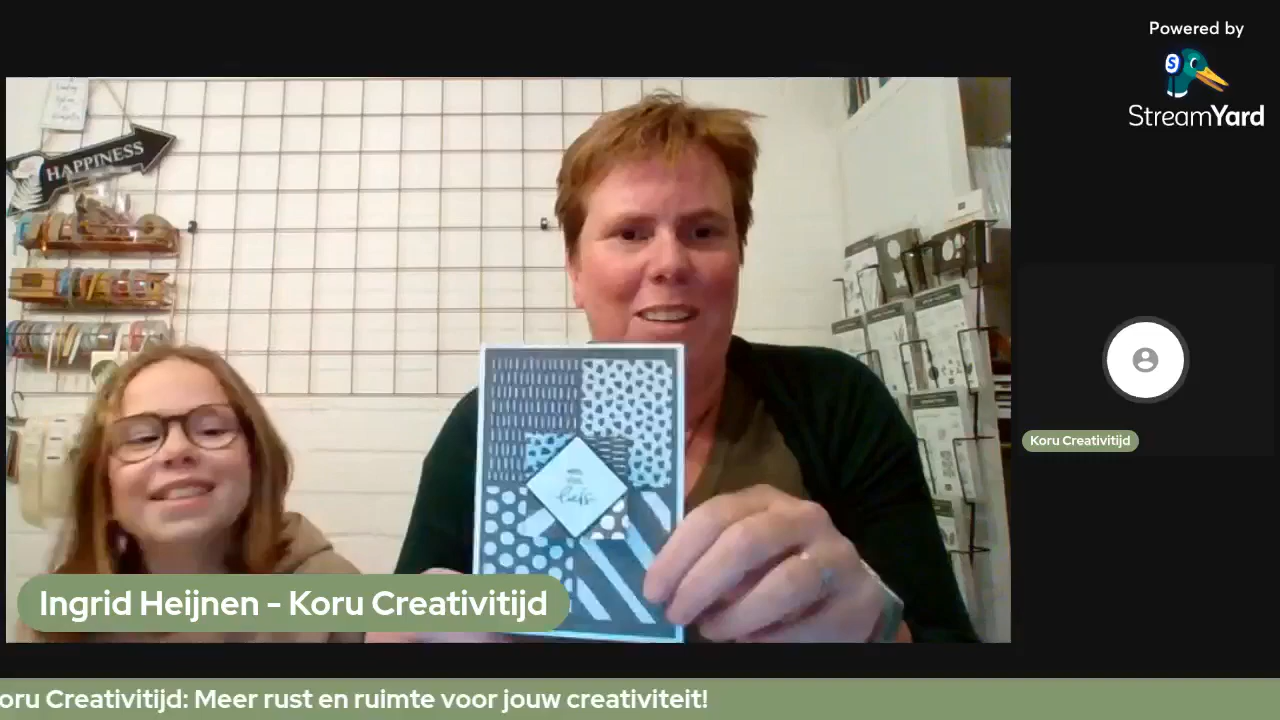 Powered by
StreamYard
HAPPINESS
liefs
Koru Creativitijd
Ingrid Heijnen - Koru Creativitijd
oru Creativitijd: Meer rust en ruimte voor jouw creativiteit!